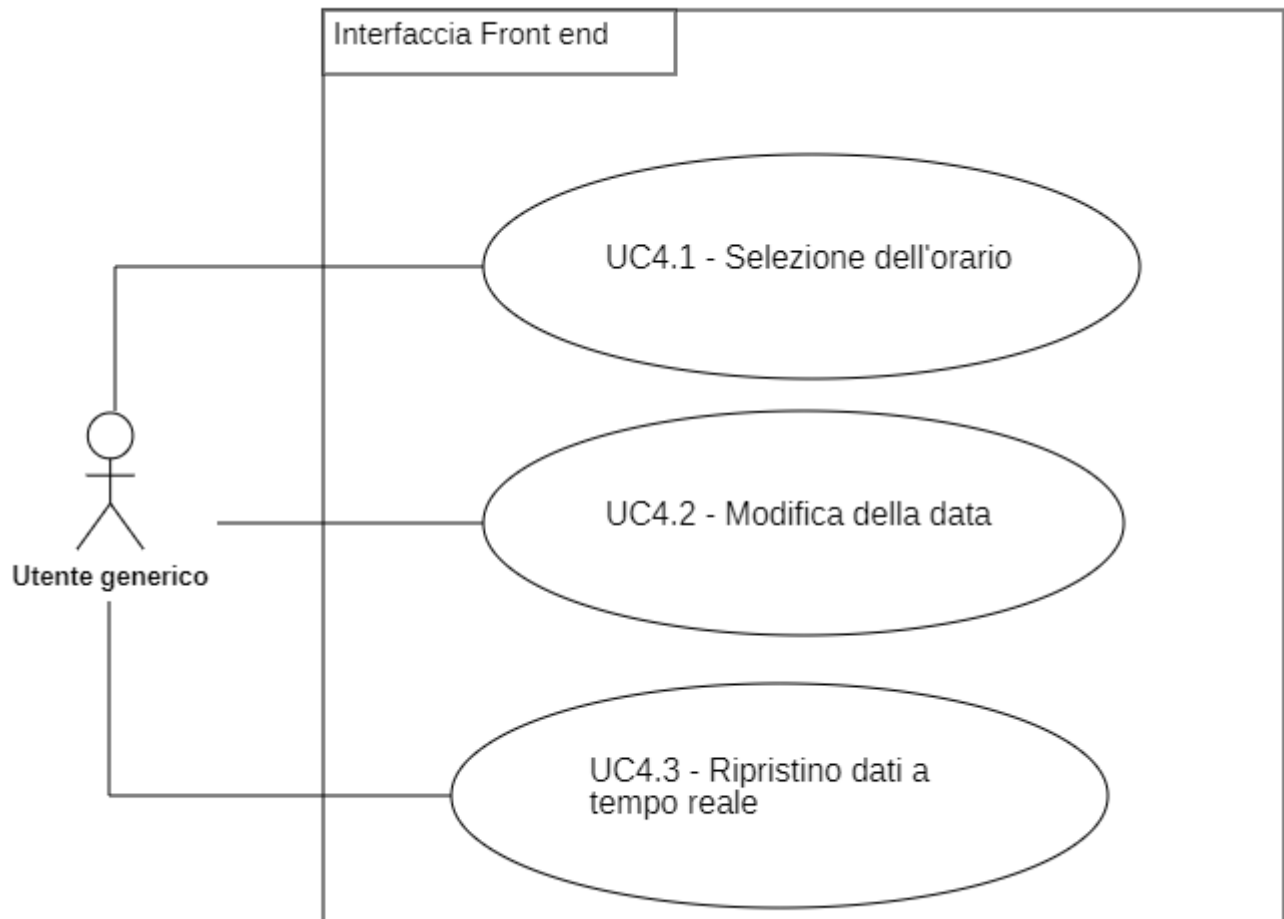 Interfaccia Front end
UC4.1 - Selezione dell'orario
UC4.2 - Modifica della data
Utente generico
UC4.3 - Ripristino dati a
tempo reale